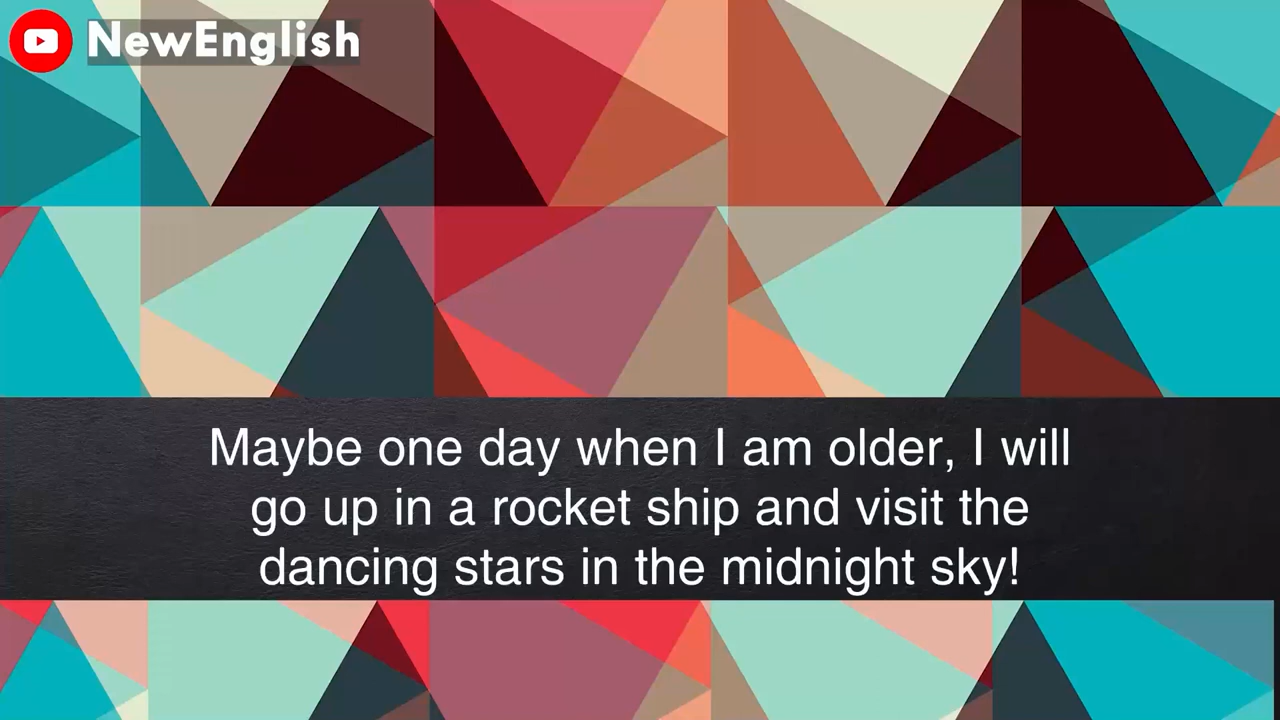 NewEnglish
Maybe one day when I am older, I will
go up in a rocket ship and visit the
dancing stars in the midnight sky!